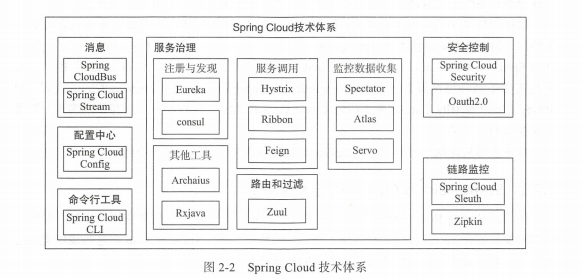 Spring Cloud技术体系
消息
Spring
CloudBus
Spring Cloud
Stream
配置中心
Spring Cloud
Config
命令行工具
Spring Cloud
CLI
服务治理
注册与发现
Eureka
consul
其他工具
Archaius
Rxjava
服务调用
Hystrix
Ribbon
Feign
路由和过滤
Zuul
监控数据收集
Spectator
Atlas
Servo
安全控制
Spring Cloud
Security
Oauth2.0
链路监控
Spring Cloud
Sleuth
Zipkin
图 2-2 Spring Cloud 技术体系